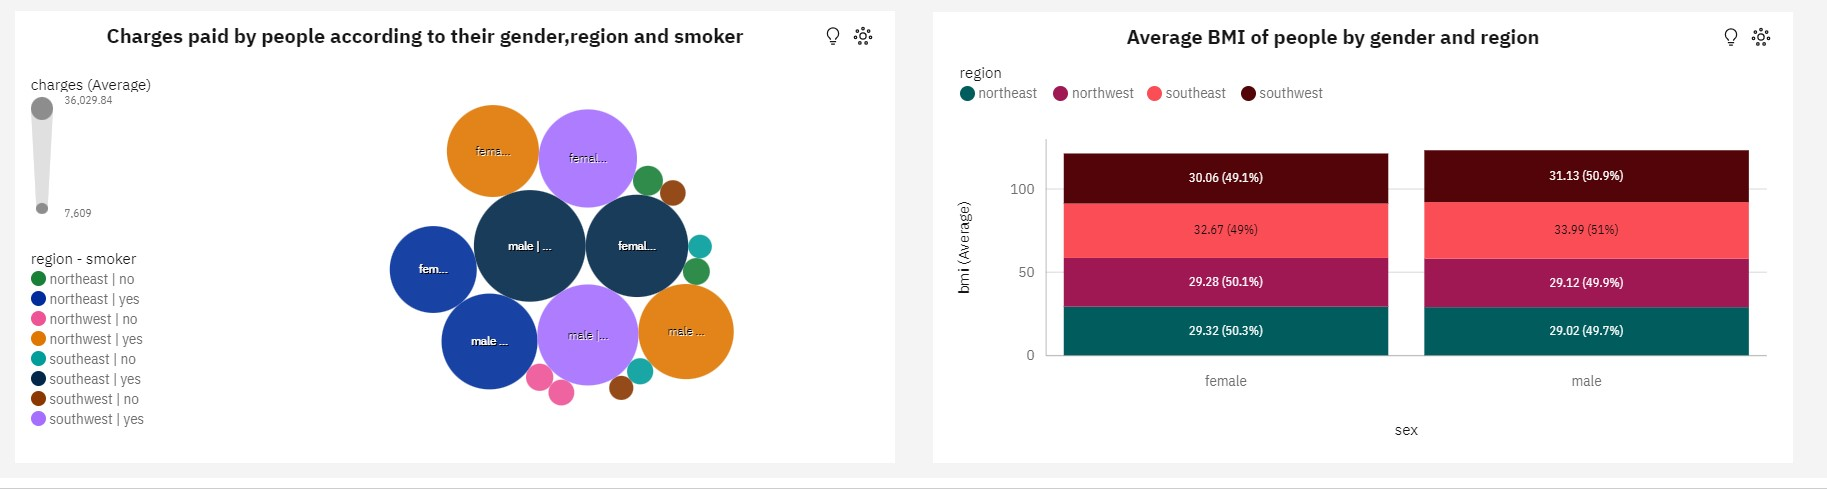 Charges paid by people according to their gender,region and smoker
charges (Average)
36,029.84
7,609
region - smoker
northeast | no
northeast | yes
northwest | no
northwest | yes
southeast | no
southeast | yes
southwest | no
southwest | yes
fema...
femal...
male | ...
femal...
fem...
male ...
male |...
male ...
Average BMI of people by gender and region
region
northeast northwest southeast southwest
bmi (Average)
100
50
0
30.06 (49.1%)
31.13 (50.9%)
32.67 (49%)
33.99 (51%)
29.28 (50.1%)
29.12 (49.9%)
29.32 (50.3%)
29.02 (49.7%)
female
male
sex